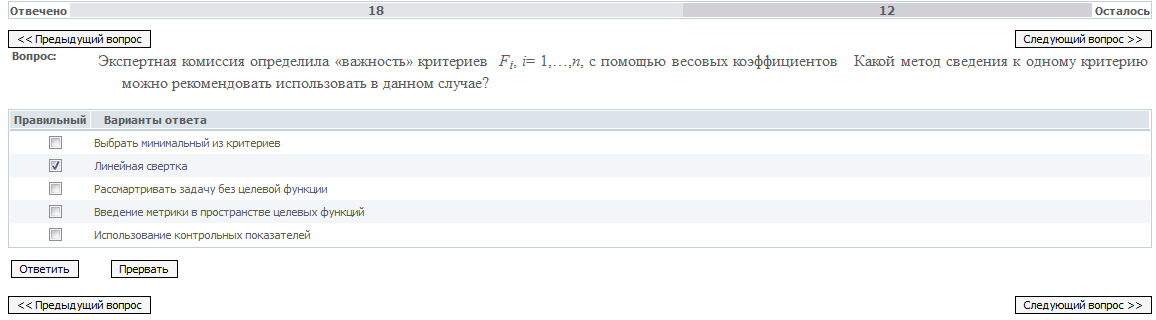 Отвечено 18 12 Осталось
<< Предыдущий вопрос Следующий вопрос >>
Вопрос: Экспертная комиссия определила «важность» критериев Fi, i= 1,…,n, с помощью весовых коэффициентов Какой метод сведения к одному критерию
можно рекомендовать использовать в данном случае?
Правильный Варианты ответа
Выбрать минимальный из критериев
Линейная свертка
Рассмартривать задачу без целевой функции
Введение метрики в пространстве целевых функций
Использование контрольных показателей
Ответить Прервать
<< Предыдущий вопрос Следующий вопрос >>